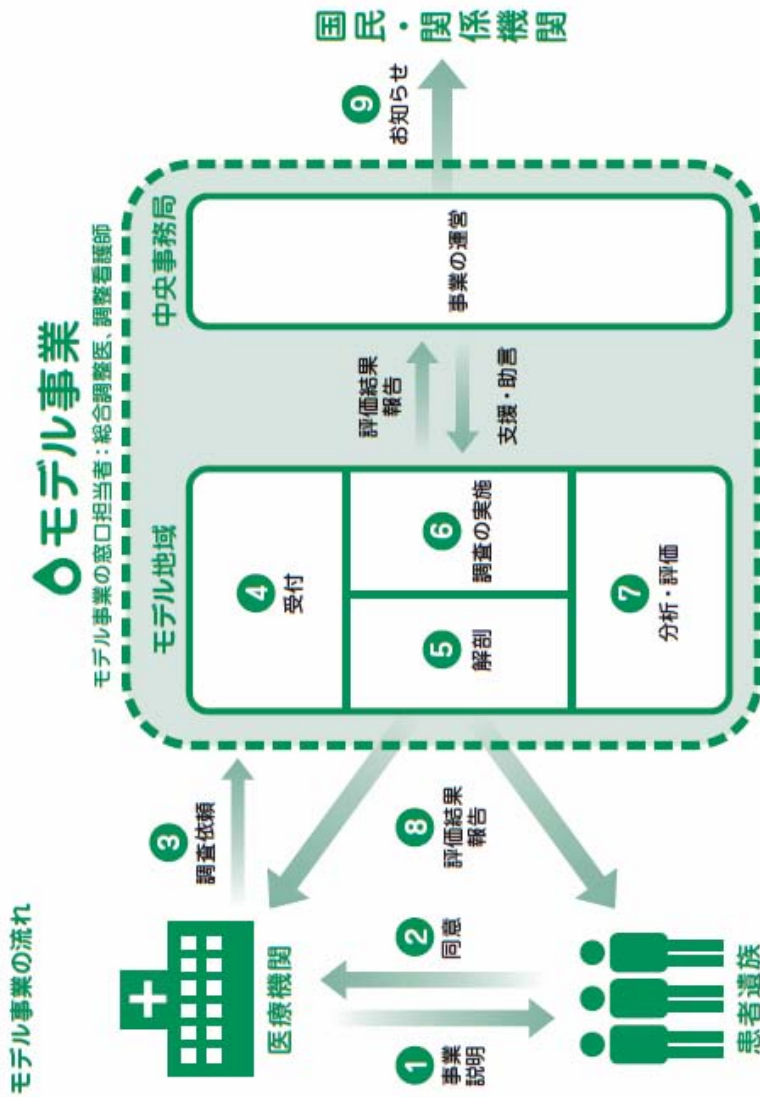 モデル事業の流れ
モデル事業
モデル事業の窓口担当者：総合調整医、調整看護師
医療機関
1
事業
説明
2
同意
患者遺族
3
調査依頼
8
評価結果
報告
モデル地域
4
受付
5
解剖
6
調査の実施
7
分析・評価
評価結果
報告
支援・助言
中央事務局
事業の運営
9
お知らせ
国民・関係機関